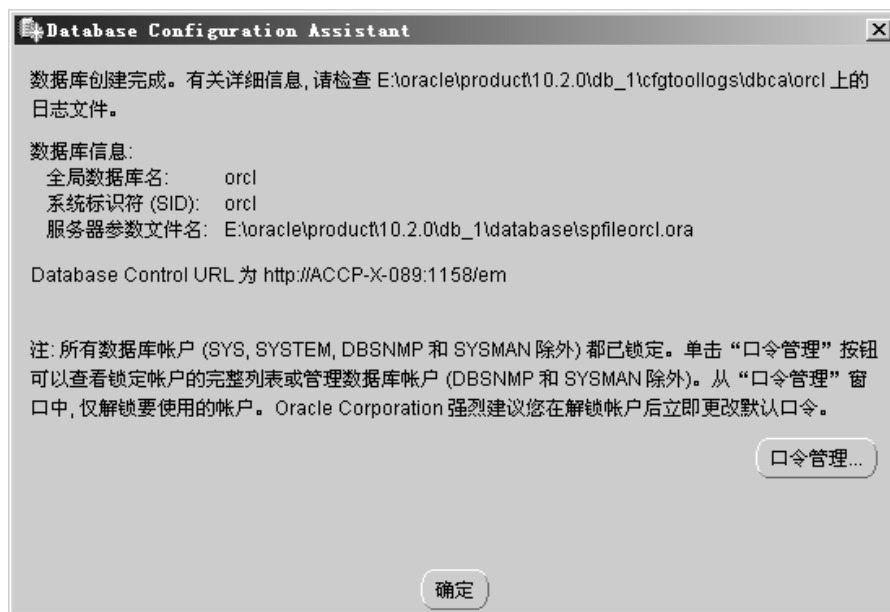 Database Configuration Assistant
数据库创建完成。有关详细信息, 请检查 E:\oracle\product\10.2.0\db_1\cfgtoollogs\dbca\orcl 上的
日志文件。
数据库信息:
全局数据库名: orcl
系统标识符 (SID): orcl
服务器参数文件名: E:\oracle\product\10.2.0\db_1\database\spfileorcl.ora
Database Control URL 为 http://ACCP-X-089:1158/em
注: 所有数据库帐户 (SYS, SYSTEM, DBSNMP 和 SYSMAN 除外) 都已锁定。单击“口令管理”按钮
可以查看锁定帐户的完整列表或管理数据库帐户 (DBSNMP 和 SYSMAN 除外)。从“口令管理”窗
口中, 仅解锁要使用的帐户。Oracle Corporation 强烈建议您在解锁帐户后立即更改默认口令。
口令管理...
确定